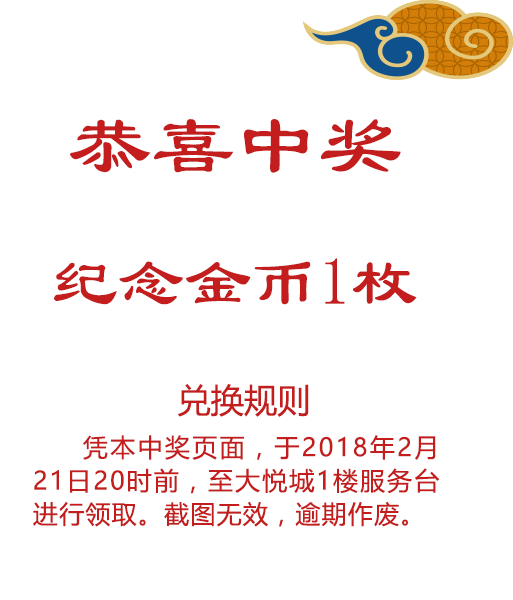 恭喜中奖
纪念金币1枚
兑换规则
凭本中奖页面，于2018年2月
21日20时前，至大悦城1楼服务台
进行领取。截图无效，逾期作废。